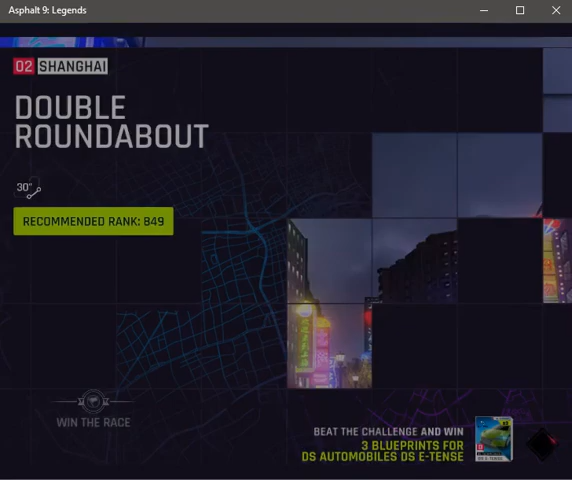 Asphalt 9: Legends
02 SHANGHAI
DOUBLE
ROUNDABOUT
30"
RECOMMENDED RANK: 849
WIN THE RACE
BEAT THE CHALLENGE AND WIN
3 BLUEPRINTS FOR
DS AUTOMOBILES DS E-TENSE